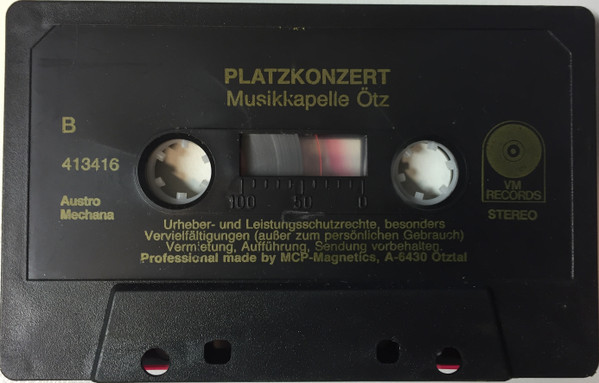 PLATZKONZERT
Musikkapelle Ötz
B
413416
Austro
Mechana
100 50 0
VM
RECORDS
STEREO
Urheber- und Leistungsschutzrechte, besonders
Vervielfältigungen (außer zum persönlichen Gebrauch)
Vermietung, Aufführung, Sendung vorbehalten.
Professional made by MCP-Magnetics, A-6430 Ötztal